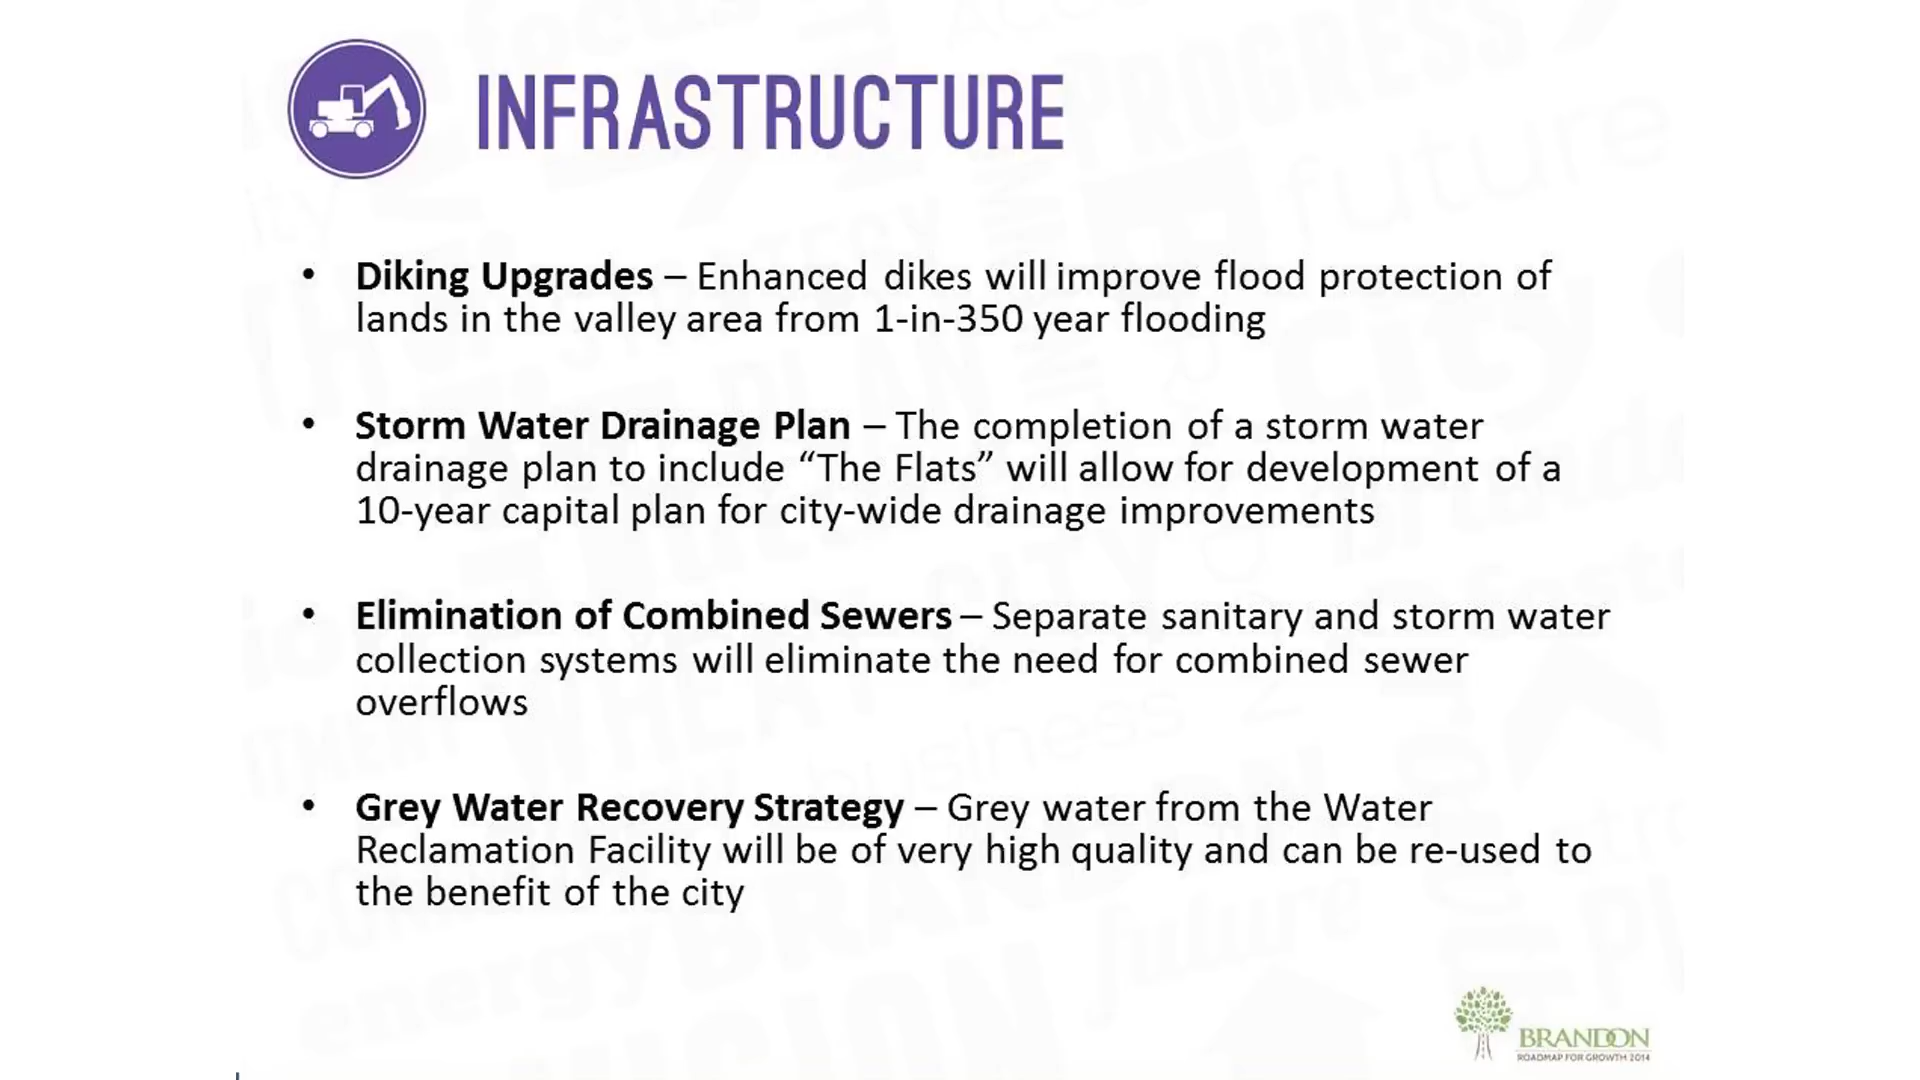 INFRASTRUCTURE
• Diking Upgrades – Enhanced dikes will improve flood protection of
lands in the valley area from 1-in-350 year flooding
• Storm Water Drainage Plan – The completion of a storm water
drainage plan to include “The Flats” will allow for development of a
10-year capital plan for city-wide drainage improvements
• Elimination of Combined Sewers – Separate sanitary and storm water
collection systems will eliminate the need for combined sewer
overflows
• Grey Water Recovery Strategy – Grey water from the Water
Reclamation Facility will be of very high quality and can be re-used to
the benefit of the city
BRANDON
ROADMAP FOR GROWTH 2014